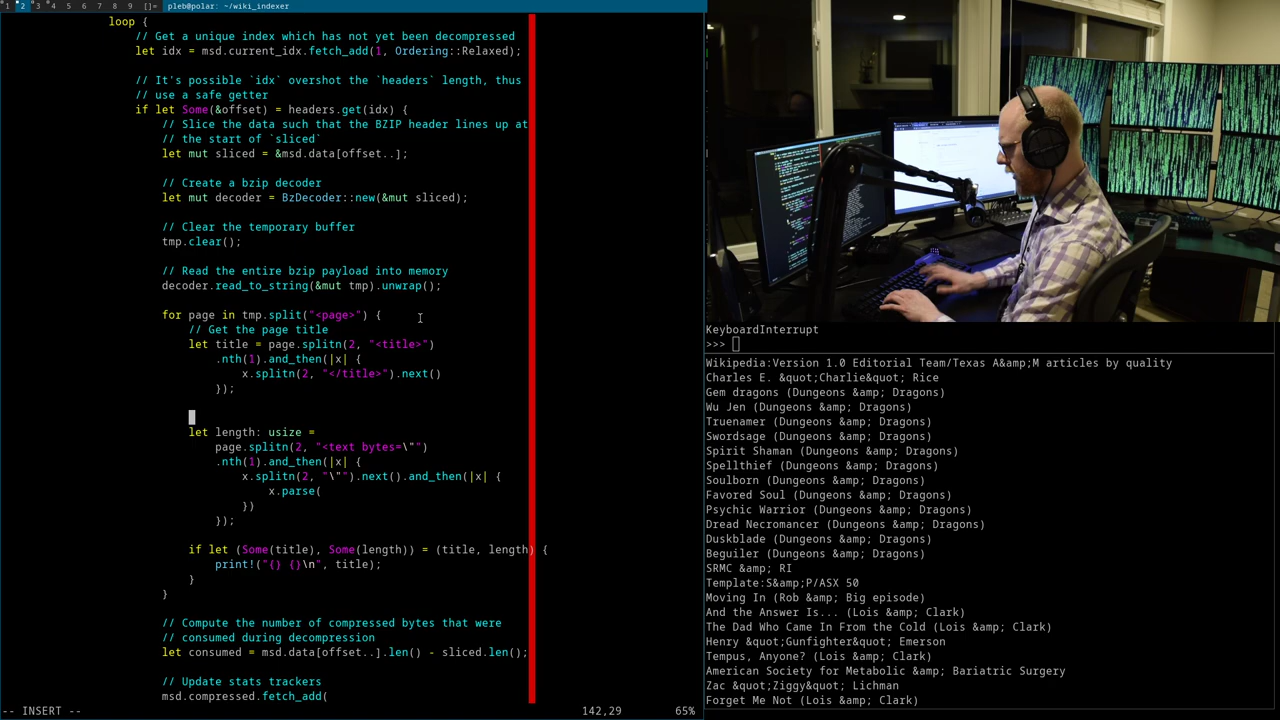 1 2 3 4 5 6 7 8 9 []= pleb@polar: ~/wiki_indexer
loop {
// Get a unique index which has not yet been decompressed
let idx = msd.current_idx.fetch_add(1, Ordering::Relaxed);
// It's possible `idx` overshot the `headers` length, thus
// use a safe getter
if let Some(&offset) = headers.get(idx) {
// Slice the data such that the BZIP header lines up at
// the start of `sliced`
let mut sliced = &msd.data[offset..];
// Create a bzip decoder
let mut decoder = BzDecoder::new(&mut sliced);
// Clear the temporary buffer
tmp.clear();
// Read the entire bzip payload into memory
decoder.read_to_string(&mut tmp).unwrap();
for page in tmp.split("<page>") {
// Get the page title
let title = page.splitn(2, "<title>")
.nth(1).and_then(|x| {
x.splitn(2, "</title>").next()
});
let length: usize =
page.splitn(2, "<text bytes=\"")
.nth(1).and_then(|x| {
x.splitn(2, "\"").next().and_then(|x| {
x.parse(
})
});
if let (Some(title), Some(length)) = (title, length) {
print!("{} {}\n", title);
}
}
// Compute the number of compressed bytes that were
// consumed during decompression
let consumed = msd.data[offset..].len() - sliced.len();
// Update stats trackers
msd.compressed.fetch_add(
-- INSERT -- 142,29 65%
KeyboardInterrupt
>>>
Wikipedia:Version 1.0 Editorial Team/Texas A&amp;M articles by quality
Charles E. &quot;Charlie&quot; Rice
Gem dragons (Dungeons &amp; Dragons)
Wu Jen (Dungeons &amp; Dragons)
Truenamer (Dungeons &amp; Dragons)
Swordsage (Dungeons &amp; Dragons)
Spirit Shaman (Dungeons &amp; Dragons)
Spellthief (Dungeons &amp; Dragons)
Soulborn (Dungeons &amp; Dragons)
Favored Soul (Dungeons &amp; Dragons)
Psychic Warrior (Dungeons &amp; Dragons)
Dread Necromancer (Dungeons &amp; Dragons)
Duskblade (Dungeons &amp; Dragons)
Beguiler (Dungeons &amp; Dragons)
SRMC &amp; RI
Template:S&amp;P/ASX 50
Moving In (Rob &amp; Big episode)
And the Answer Is... (Lois &amp; Clark)
The Dad Who Came In From the Cold (Lois &amp; Clark)
Henry &quot;Gunfighter&quot; Emerson
Tempus, Anyone? (Lois &amp; Clark)
American Society for Metabolic &amp; Bariatric Surgery
Zac &quot;Ziggy&quot; Lichman
Forget Me Not (Lois &amp; Clark)